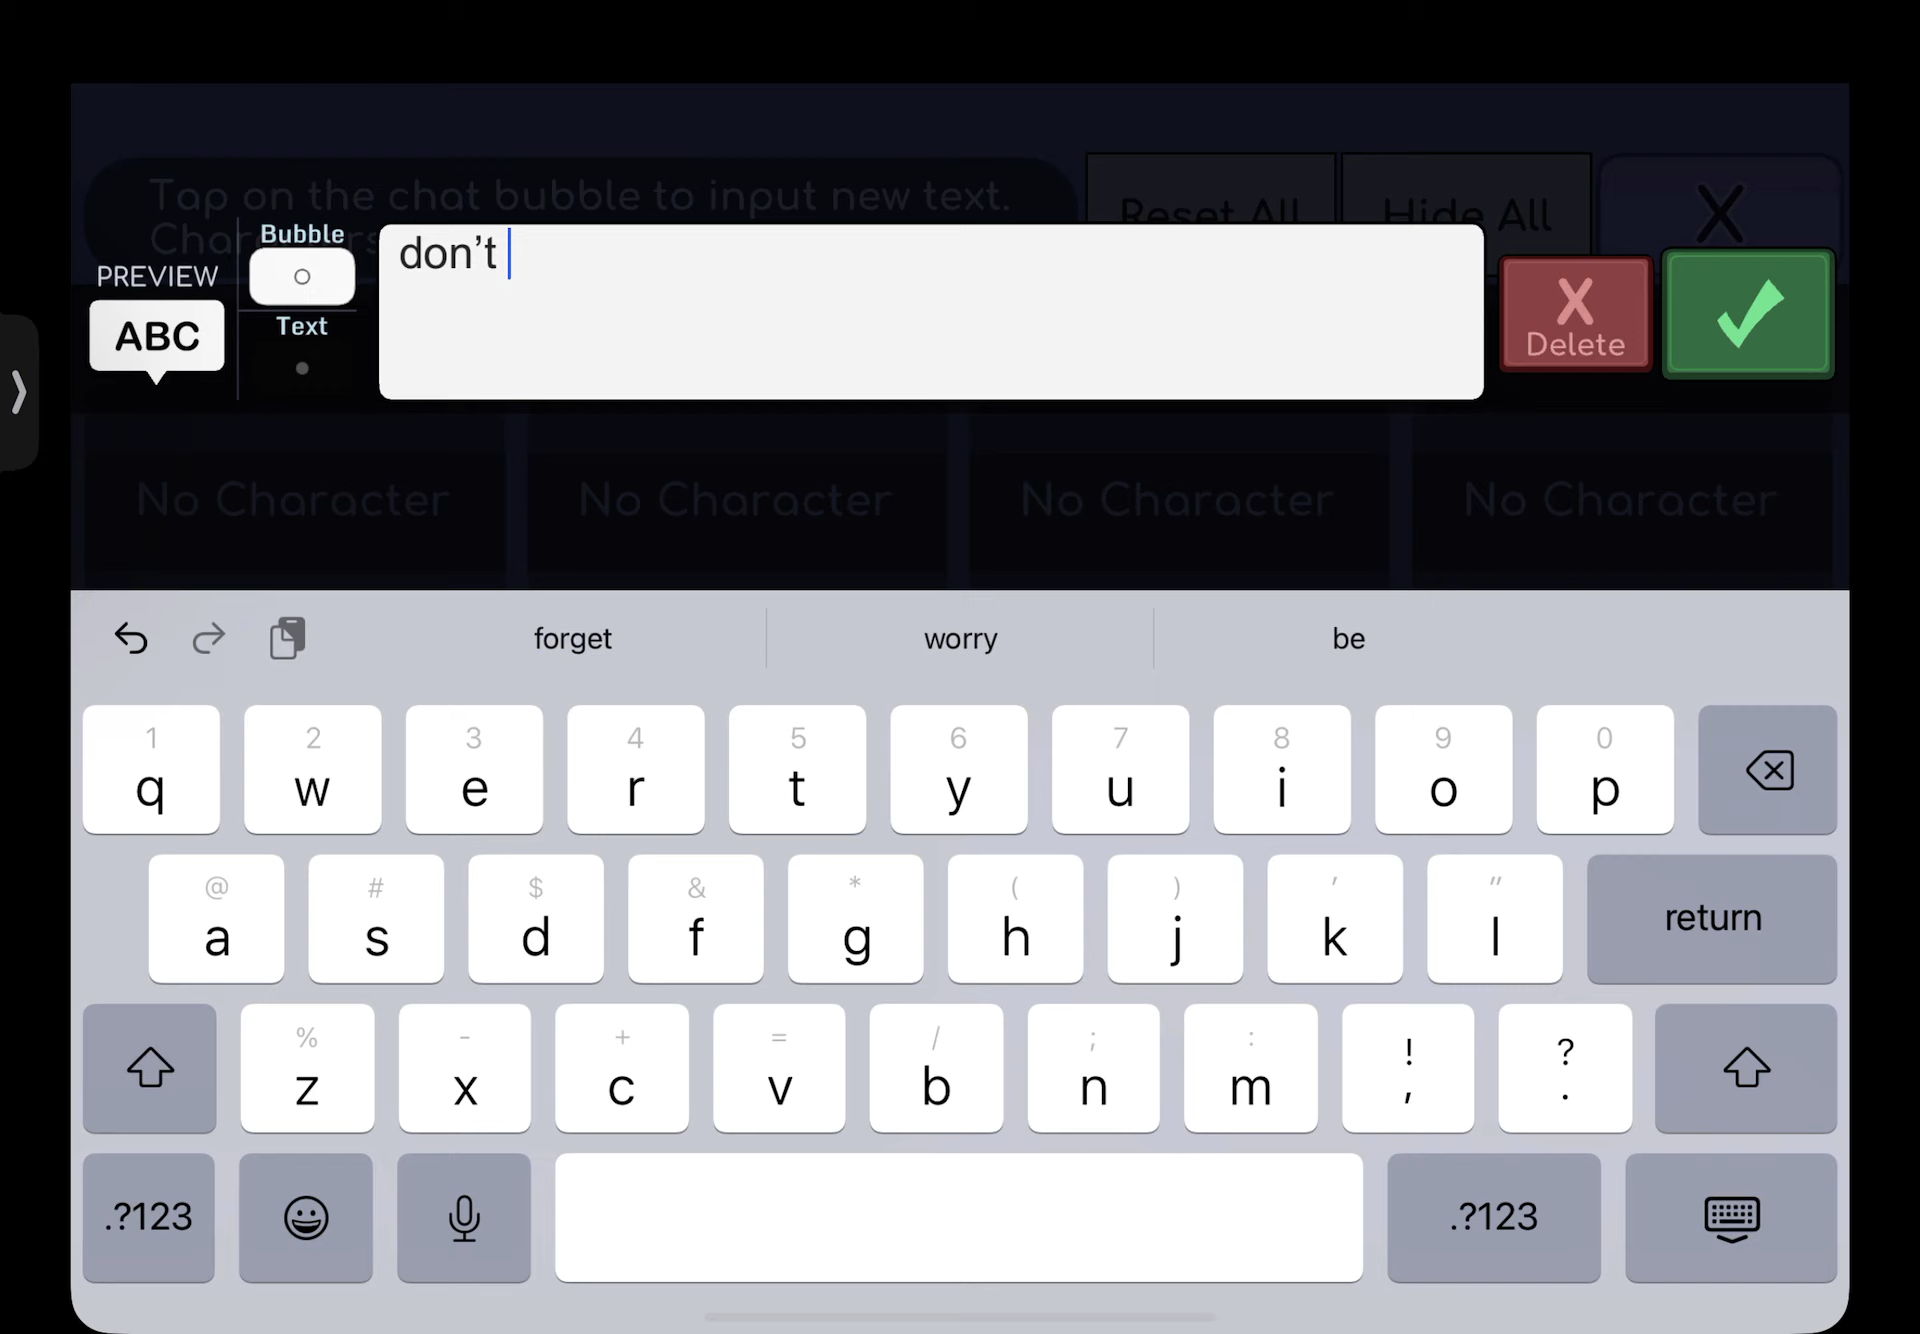 Tap on the chat bubble to input new text.
Reset All
Hide All
X
Bubble
don't
PREVIEW
ABC
Text
X
Delete
No Character
No Character
No Character
No Character
forget
worry
be
1 2 3 4 5 6 7 8 9 0
q w e r t y u i o p
@ # $ & * ( ) ' "
a s d f g h j k l
return
% - + = / ; : ! ?
z x c v b n m , .
.?123
.?123